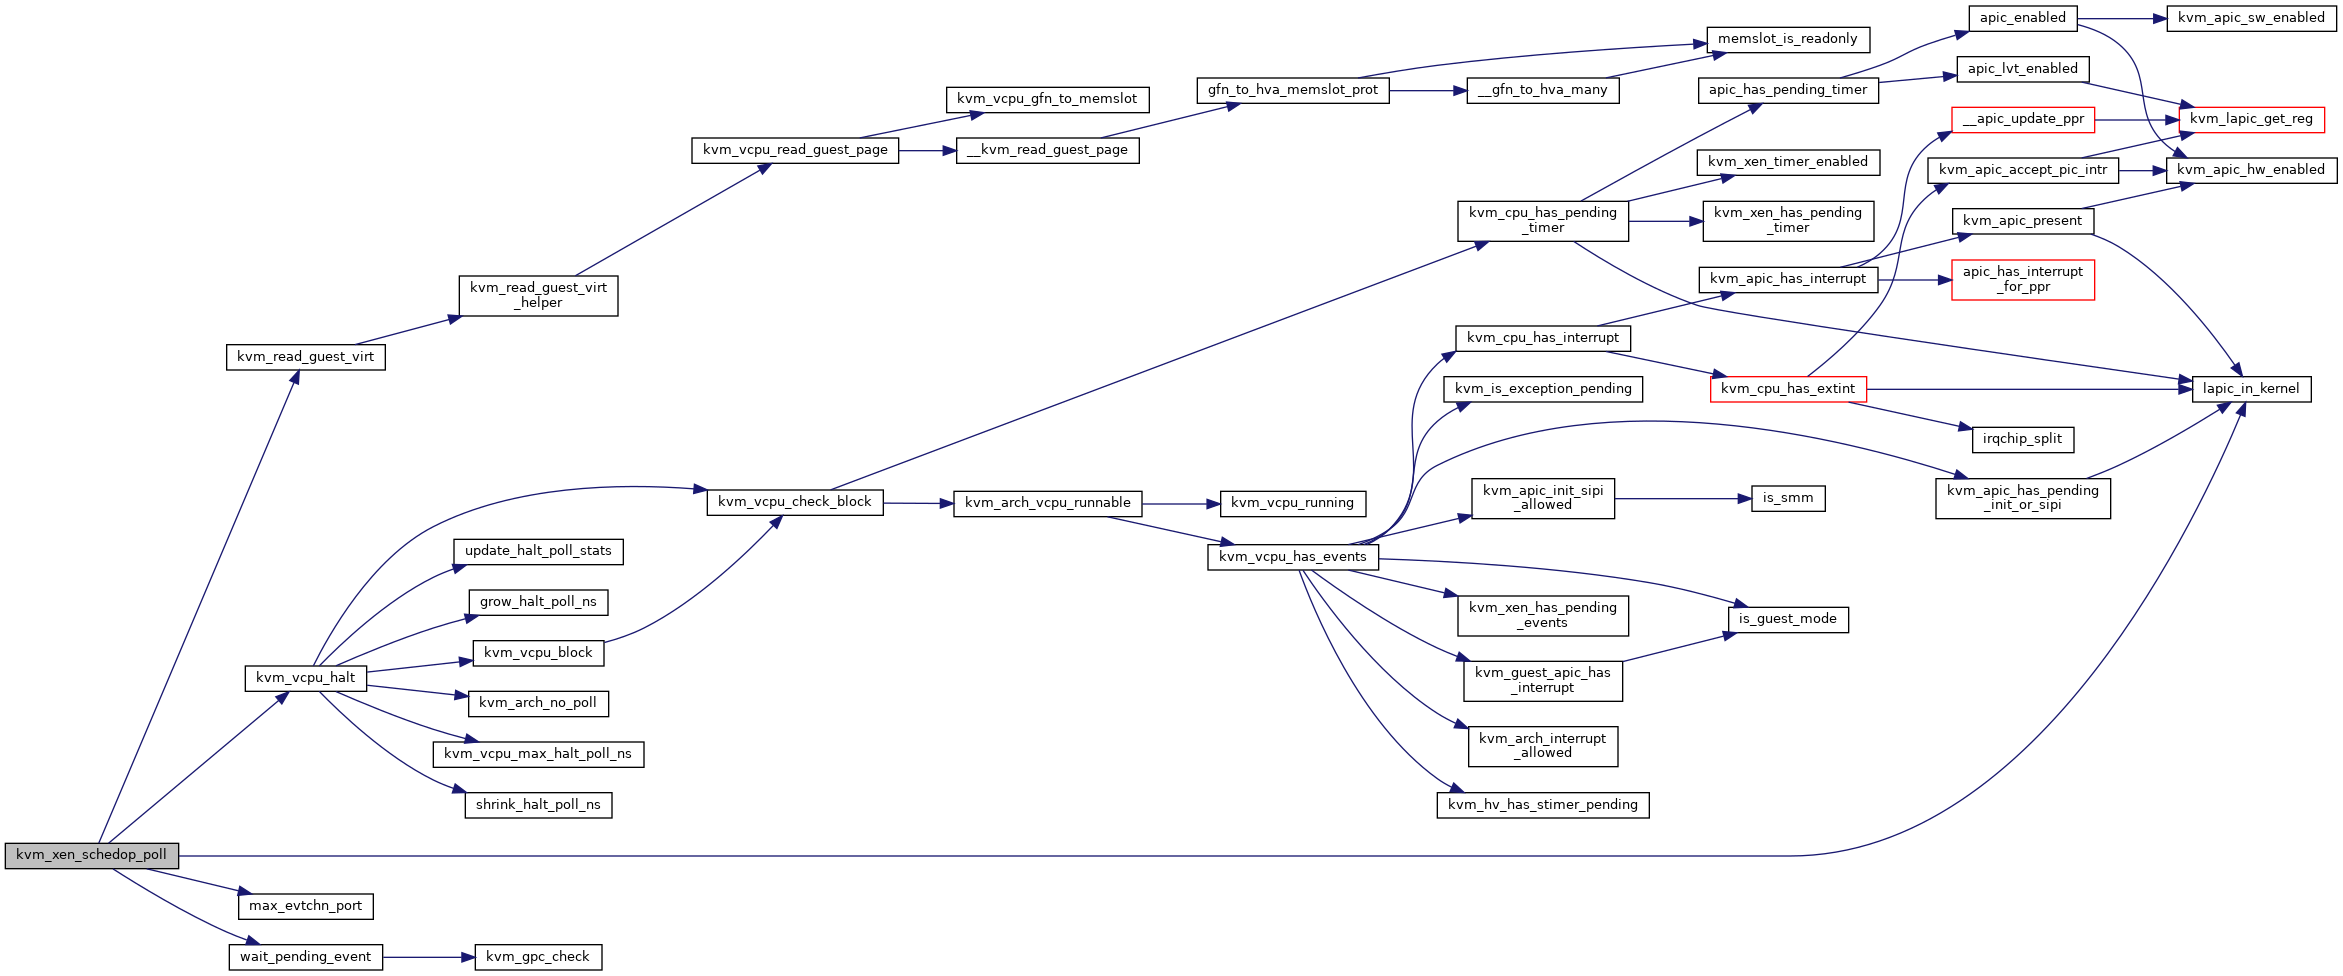 apic_enabled
kvm_apic_sw_enabled
memslot_is_readonly
apic_lvt_enabled
gfn_to_hva_memslot_prot
__gfn_to_hva_many
apic_has_pending_timer
kvm_vcpu_gfn_to_memslot
__apic_update_ppr
kvm_lapic_get_reg
kvm_vcpu_read_guest_page
__kvm_read_guest_page
kvm_xen_timer_enabled
kvm_apic_accept_pic_intr
kvm_apic_hw_enabled
kvm_cpu_has_pending
_timer
kvm_xen_has_pending
_timer
kvm_apic_present
kvm_read_guest_virt
_helper
kvm_apic_has_interrupt
apic_has_interrupt
_for_ppr
kvm_read_guest_virt
kvm_cpu_has_interrupt
kvm_is_exception_pending
kvm_cpu_has_extint
lapic_in_kernel
irqchip_split
kvm_vcpu_check_block
kvm_arch_vcpu_runnable
kvm_vcpu_running
kvm_apic_init_sipi
_allowed
is_smm
kvm_apic_has_pending
_init_or_sipi
update_halt_poll_stats
kvm_vcpu_has_events
grow_halt_poll_ns
kvm_xen_has_pending
_events
is_guest_mode
kvm_vcpu_block
kvm_vcpu_halt
kvm_guest_apic_has
_interrupt
kvm_arch_no_poll
kvm_vcpu_max_halt_poll_ns
kvm_arch_interrupt
_allowed
shrink_halt_poll_ns
kvm_hv_has_stimer_pending
kvm_xen_schedop_poll
max_evtchn_port
wait_pending_event
kvm_gpc_check